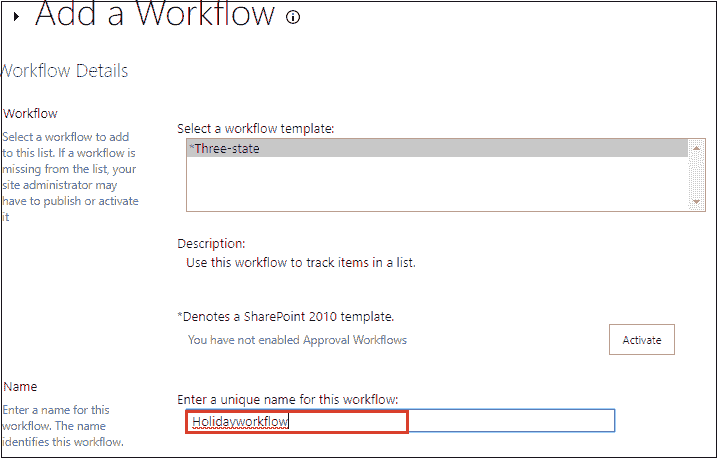 Add a Workflow
Workflow Details
Workflow
Select a workflow to add
to this list. If a workflow is
missing from the list, your
site administrator may
have to publish or activate
it
Select a workflow template:
*Three-state
Description:
Use this workflow to track items in a list.
*Denotes a SharePoint 2010 template.
You have not enabled Approval Workflows
Activate
Name
Enter a name for this
workflow. The name
identifies this workflow.
Enter a unique name for this workflow:
Holidayworkflow